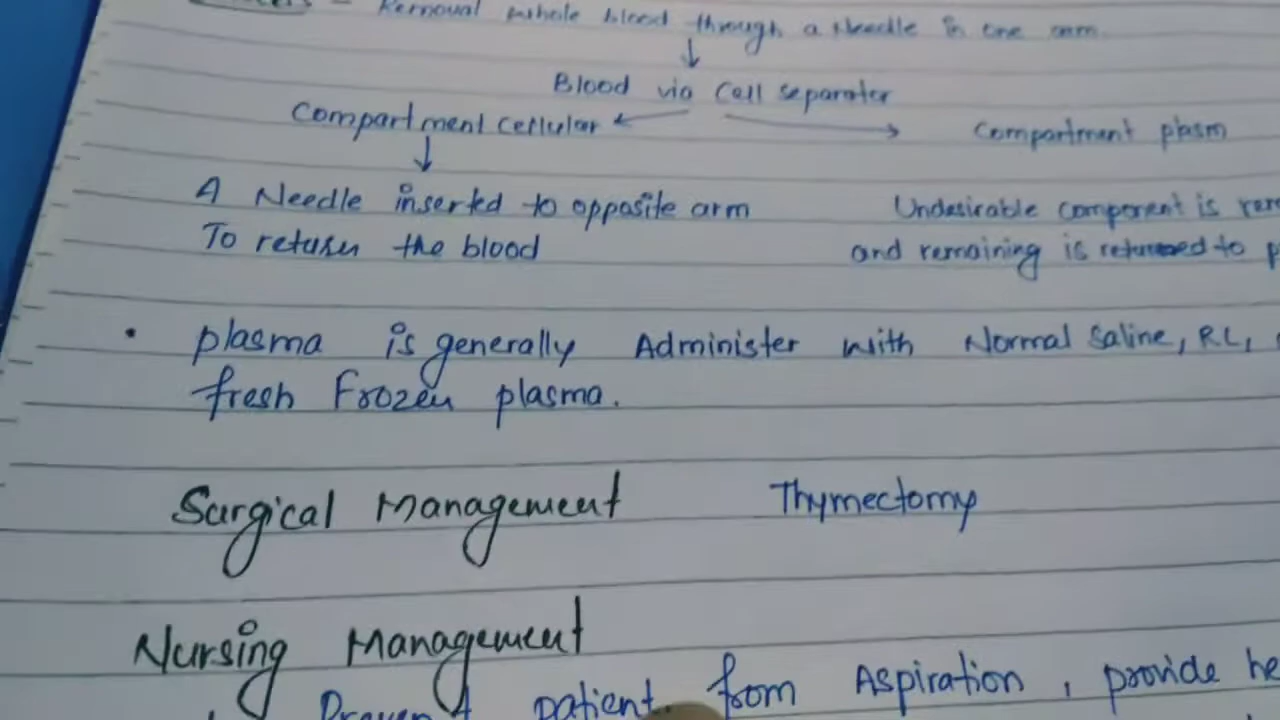 - Removal whole blood through a Needle in one arm.
↓
Blood via Cell separator
Compartment cellular ← → Compartment plasm
↓
A Needle inserted to opposite arm
To return the blood
Undesirable component is
and remaining is returned to
• plasma is generally Administer with Normal Saline, RL,
fresh Frozen plasma.
Surgical Management Thymectomy
Nursing Management
patient from Aspiration, provide